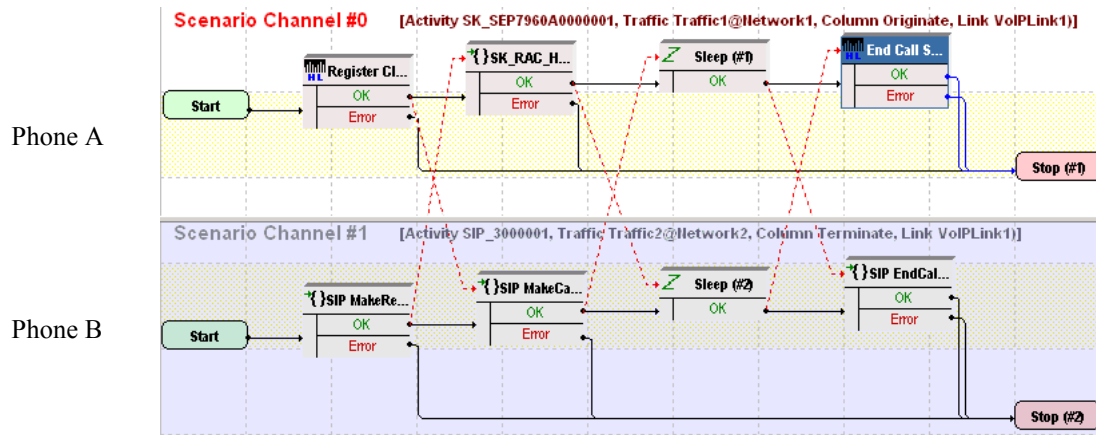 Scenario Channel #0 [Activity SK_SEP7960A0000001, Traffic Traffic1@Network1, Column Originate, Link VoIPLink1)]
Phone A
Start
HL Register Cl...
OK
Error
{}SK_RAC_H...
OK
Error
Z Sleep (#1)
OK
HL End Call S...
OK
Error
Stop (#1)
Scenario Channel #1 [Activity SIP_3000001, Traffic Traffic2@Network2, Column Terminate, Link VoIPLink1)]
Phone B
Start
{}SIP MakeRe...
OK
Error
{}SIP MakeCa...
OK
Error
Z Sleep (#2)
OK
{}SIP EndCal...
OK
Error
Stop (#2)